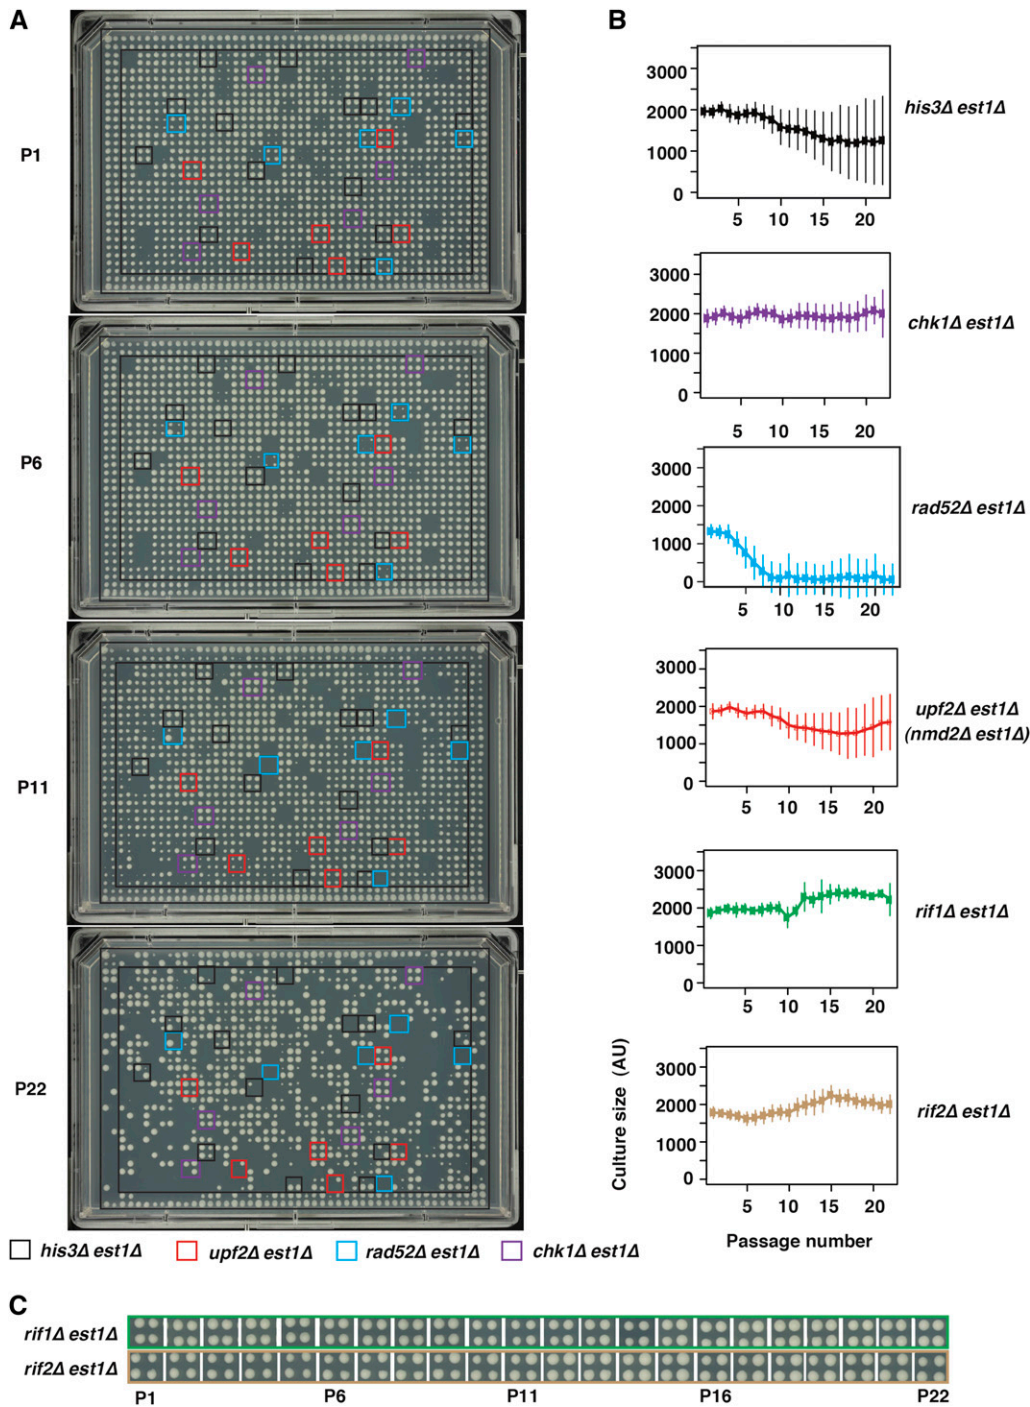 A
P1
P6
P11
P22
his3Δ est1Δ
upf2Δ est1Δ
rad52Δ est1Δ
chk1Δ est1Δ
B
3000
2000
1000
0
5
10
15
20
his3Δ est1Δ
3000
2000
1000
0
5
10
15
20
chk1Δ est1Δ
3000
2000
1000
0
5
10
15
20
rad52Δ est1Δ
3000
2000
1000
0
5
10
15
20
upf2Δ est1Δ
(nmd2Δ est1Δ)
3000
2000
1000
0
5
10
15
20
rif1Δ est1Δ
3000
2000
1000
0
5
10
15
20
rif2Δ est1Δ
Culture size (AU)
Passage number
C
rif1Δ est1Δ
rif2Δ est1Δ
P1
P6
P11
P16
P22